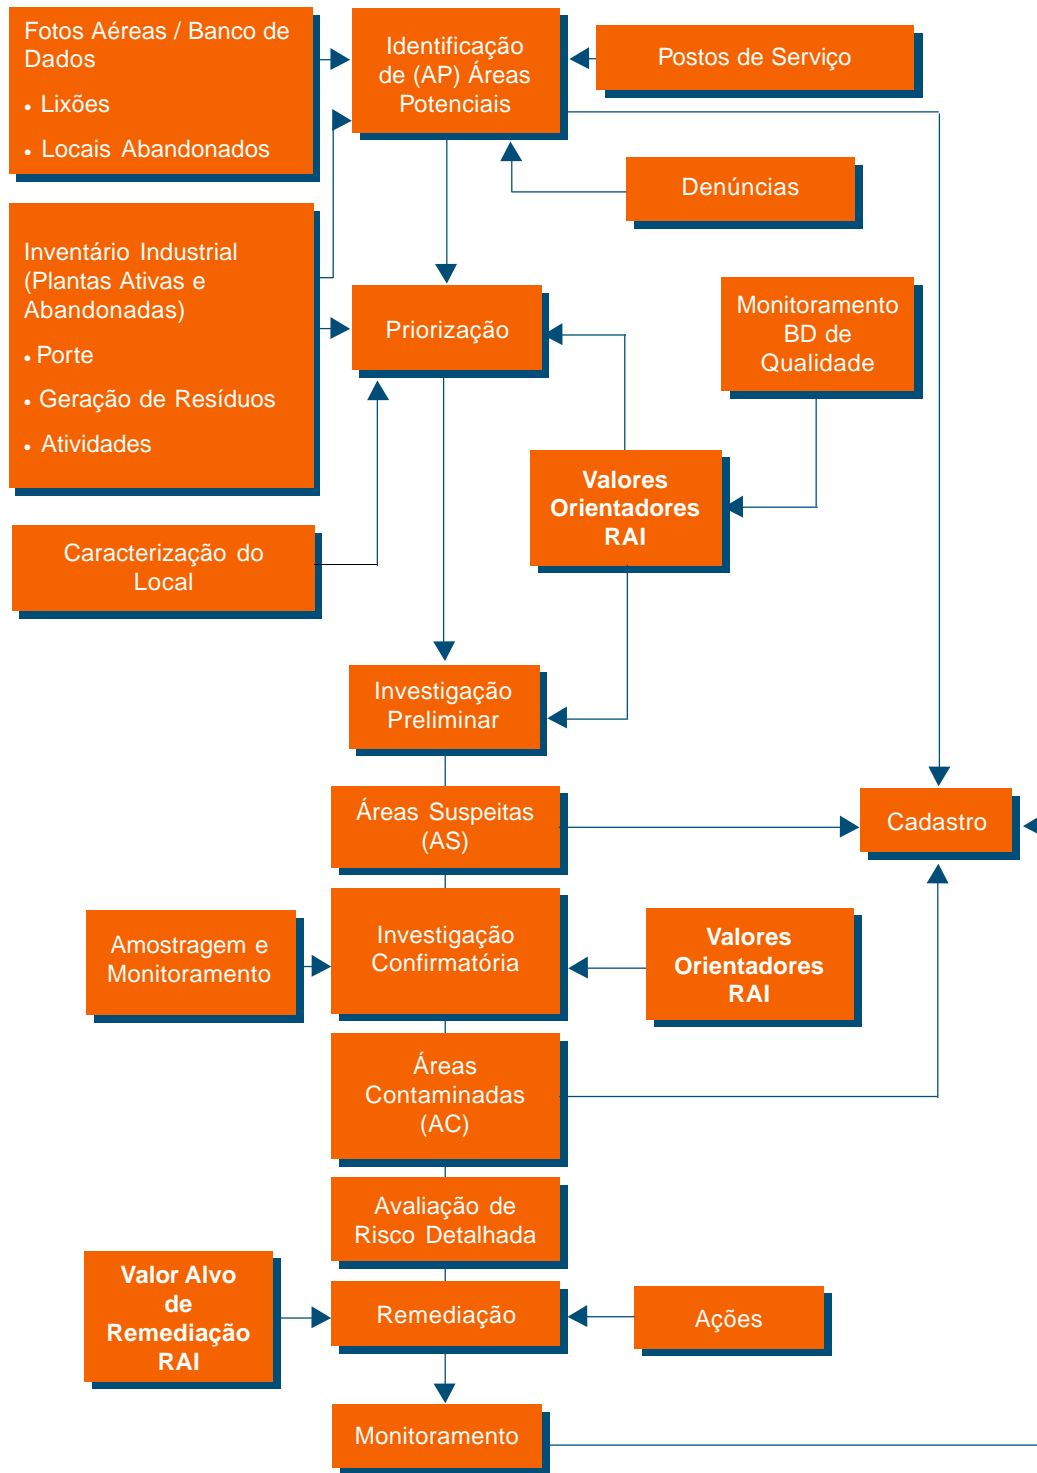 Fotos Aéreas / Banco de
Dados
• Lixões
• Locais Abandonados
Identificação
de (AP) Áreas
Potenciais
Postos de Serviço
Denúncias
Inventário Industrial
(Plantas Ativas e
Abandonadas)
• Porte
• Geração de Resíduos
• Atividades
Priorização
Monitoramento
BD de
Qualidade
Valores
Orientadores
RAI
Caracterização do
Local
Investigação
Preliminar
Áreas Suspeitas
(AS)
Cadastro
Amostragem e
Monitoramento
Investigação
Confirmatória
Valores
Orientadores
RAI
Áreas
Contaminadas
(AC)
Avaliação de
Risco Detalhada
Valor Alvo
de
Remediação
RAI
Remediação
Ações
Monitoramento